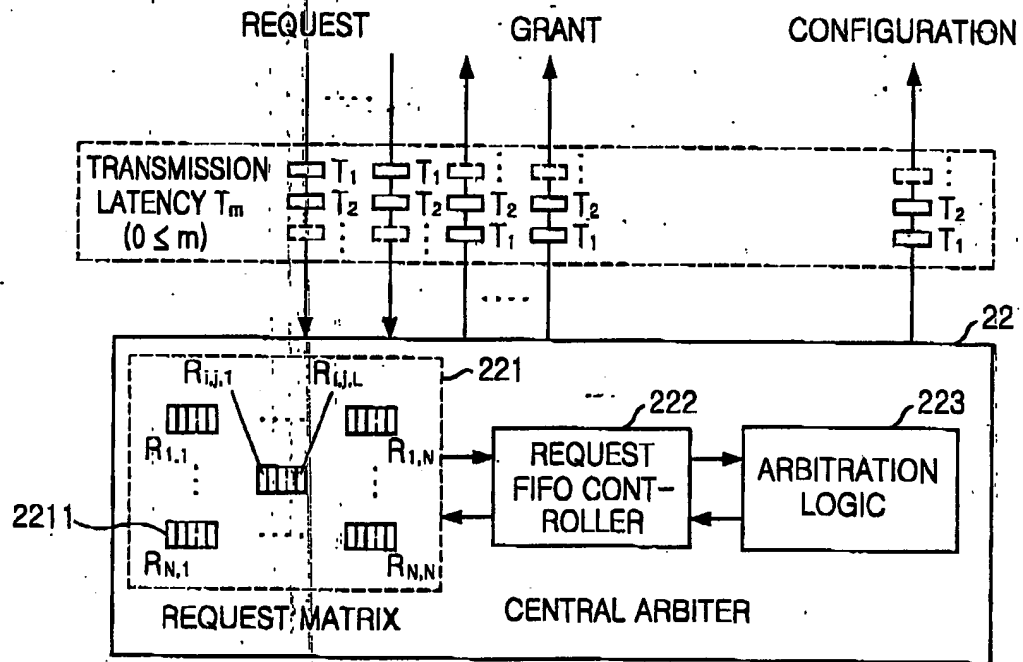 REQUEST GRANT CONFIGURATION
TRANSMISSION
LATENCY Tm
(0 ≤ m)
T1 T1
T2 T2 T2 T2 T2
T1 T1 T1
22
Ri,j,1 Ri,j,L 221
222 223
R1,1 R1,N
REQUEST
FIFO CONT-
ROLLER
ARBITRATION
LOGIC
2211
RN,1 RN,N
REQUEST MATRIX CENTRAL ARBITER